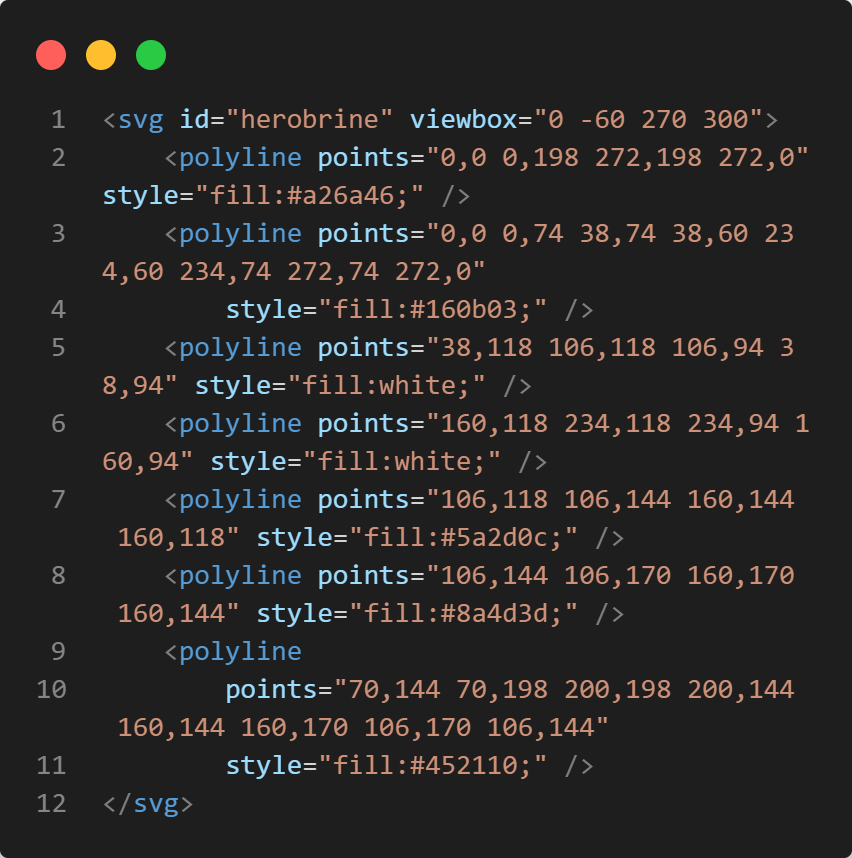 1 <svg id="herobrine" viewbox="0 -60 270 300">
2     <polyline points="0,0 0,198 272,198 272,0"
style="fill:#a26a46;" />
3     <polyline points="0,0 0,74 38,74 38,60 23
4,60 234,74 272,74 272,0"
4         style="fill:#160b03;" />
5     <polyline points="38,118 106,118 106,94 3
8,94" style="fill:white;" />
6     <polyline points="160,118 234,118 234,94 1
60,94" style="fill:white;" />
7     <polyline points="106,118 106,144 160,144
 160,118" style="fill:#5a2d0c;" />
8     <polyline points="106,144 106,170 160,170
 160,144" style="fill:#8a4d3d;" />
9     <polyline
10         points="70,144 70,198 200,198 200,144
 160,144 160,170 106,170 106,144"
11         style="fill:#452110;" />
12 </svg>